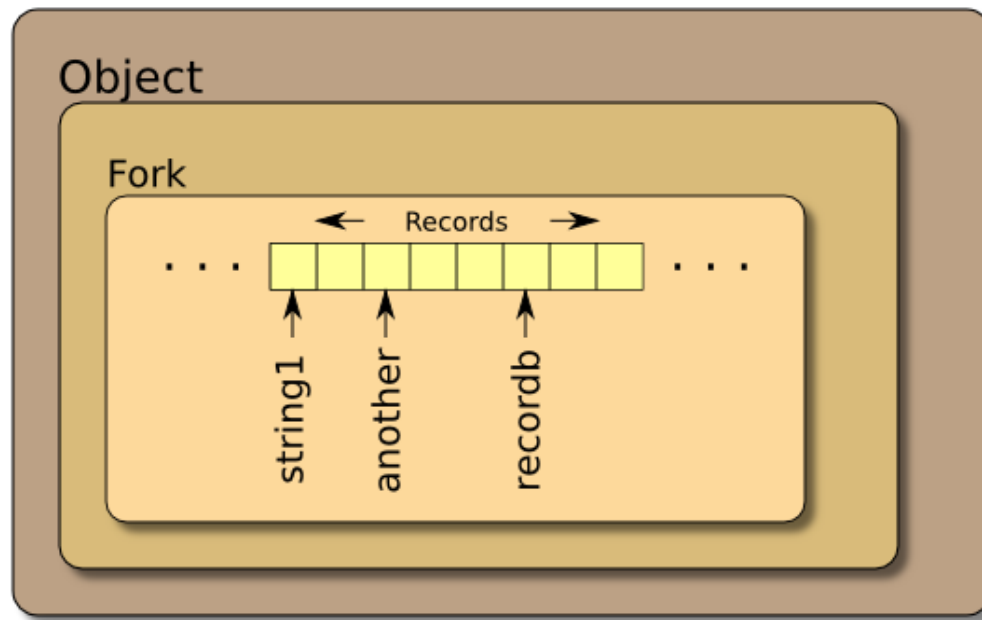 Object
Fork
Records
. . .
. . .
string1
another
recordb